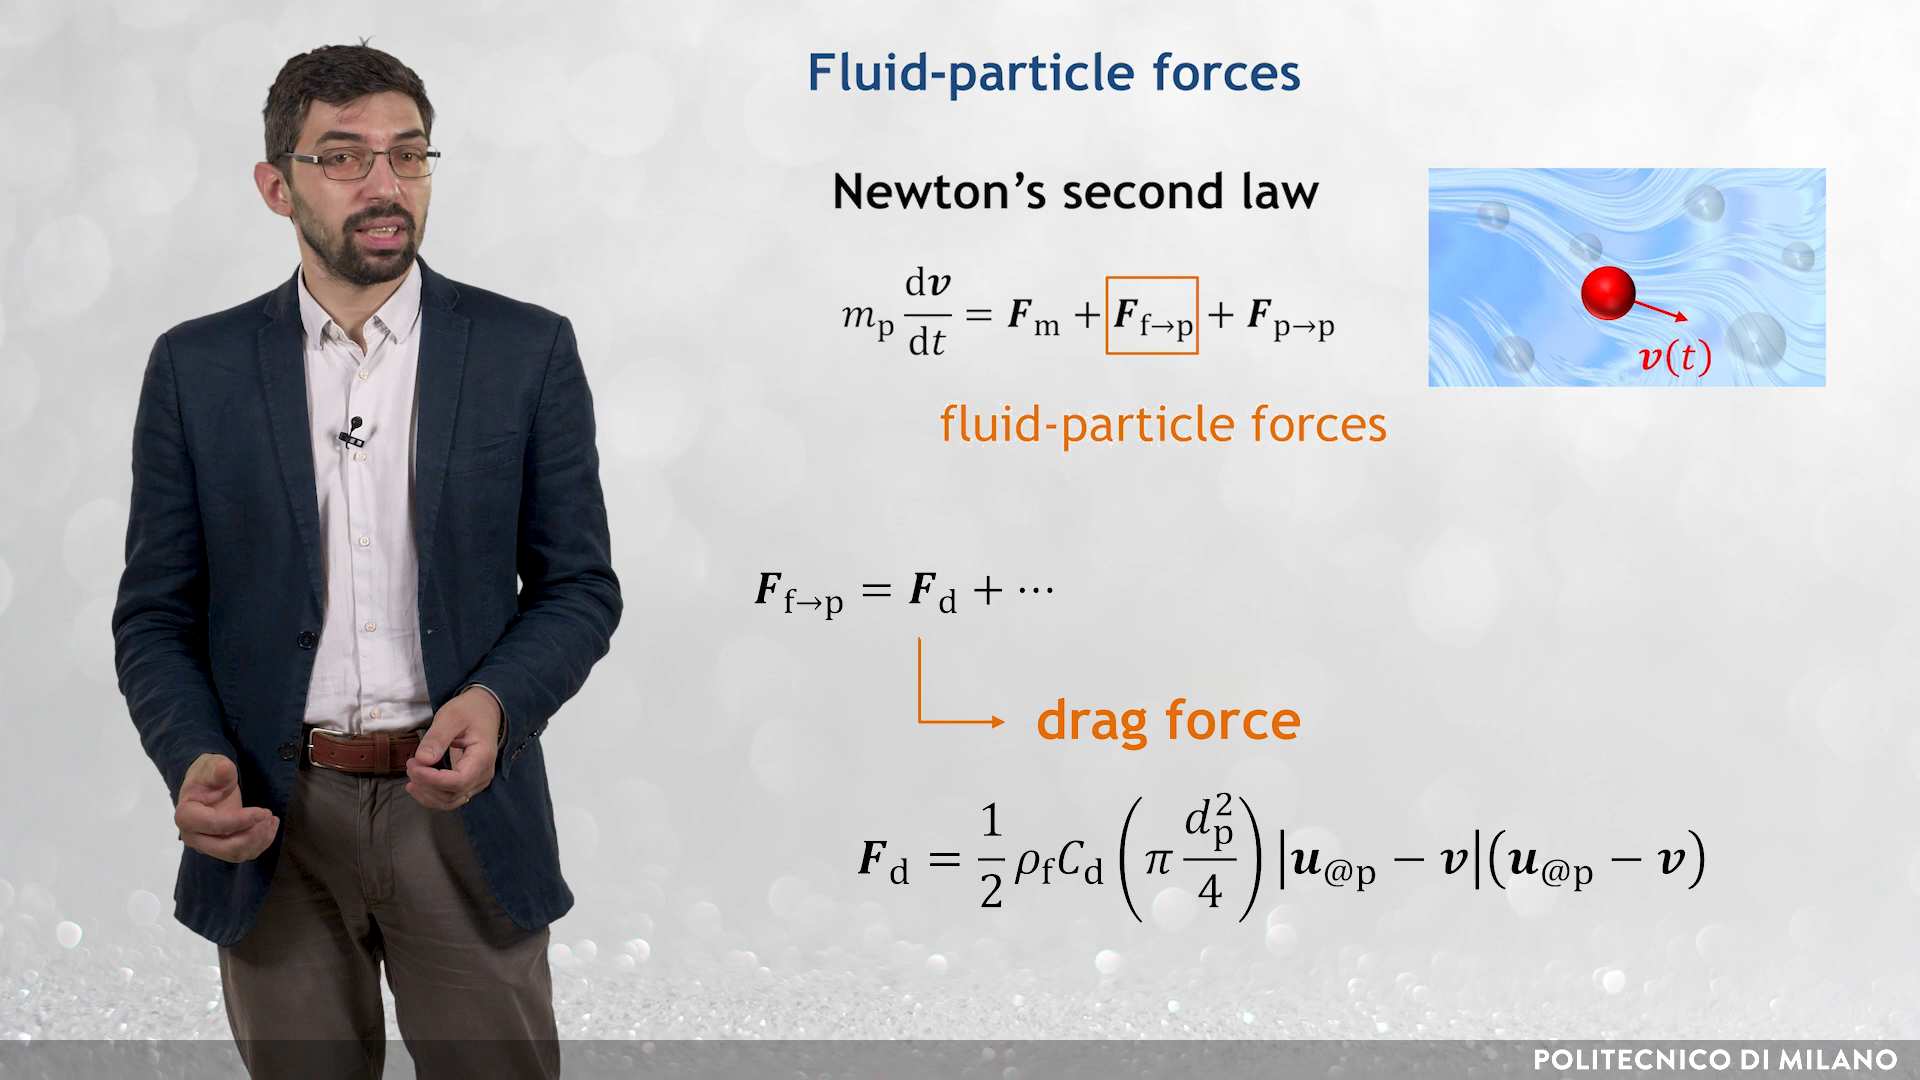 Fluid-particle forces
Newton’s second law
m_p d𝒗/dt = 𝑭_m + 𝑭_f→p + 𝑭_p→p
𝒗(t)
fluid-particle forces
𝑭_f→p = 𝑭_d + ⋯
drag force
𝑭_d = 1/2 ρ_f C_d (π d_p^2/4) |𝒖_@p − 𝒗|(𝒖_@p − 𝒗)
POLITECNICO DI MILANO